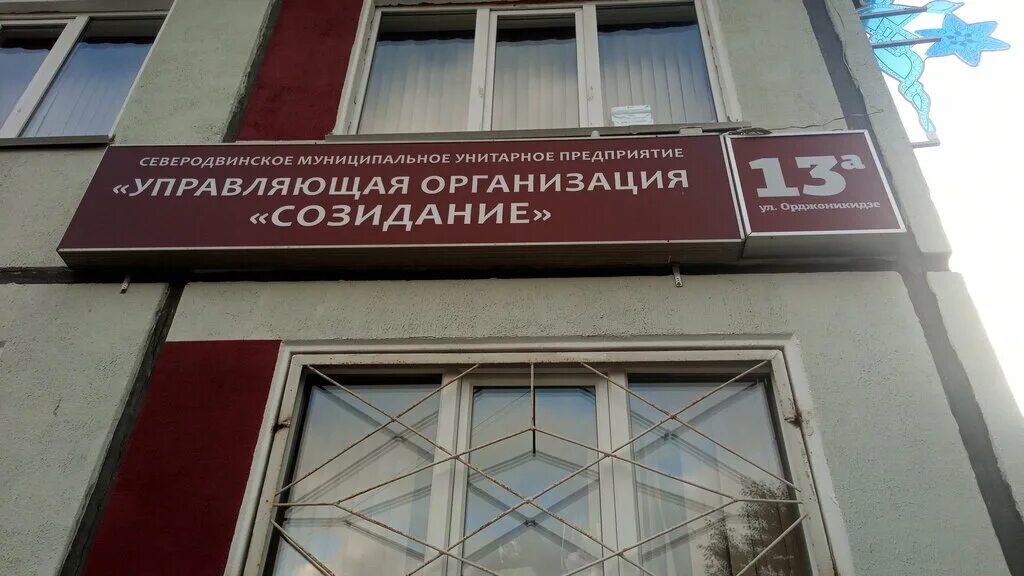 СЕВЕРОДВИНСКОЕ МУНИЦИПАЛЬНОЕ УНИТАРНОЕ ПРЕДПРИЯТИЕ
«УПРАВЛЯЮЩАЯ ОРГАНИЗАЦИЯ
«СОЗИДАНИЕ»
13а
ул. Орджоникидзе